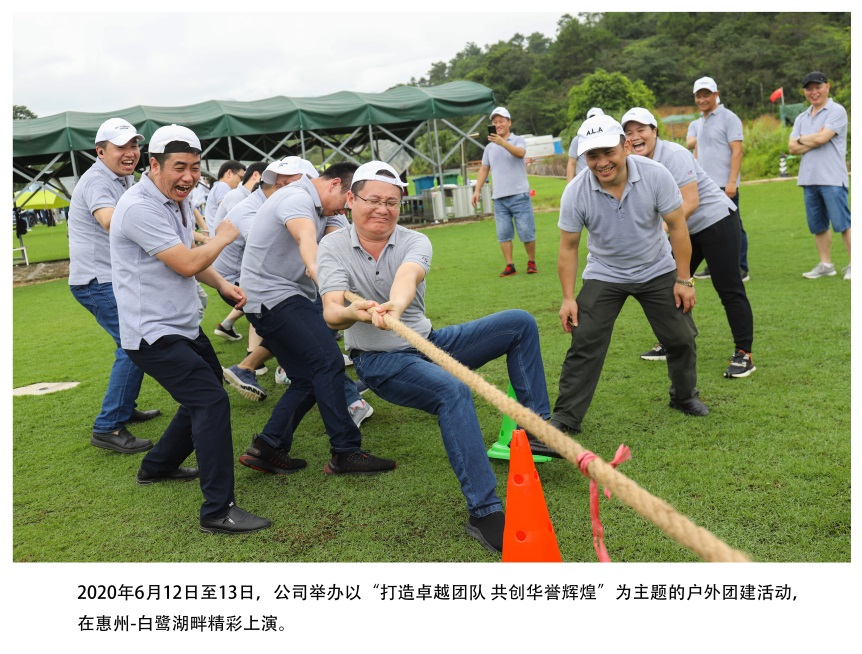 A.L.A
2020年6月12日至13日，公司举办以“打造卓越团队 共创华誉辉煌”为主题的户外团建活动，
在惠州-白鹭湖畔精彩上演。